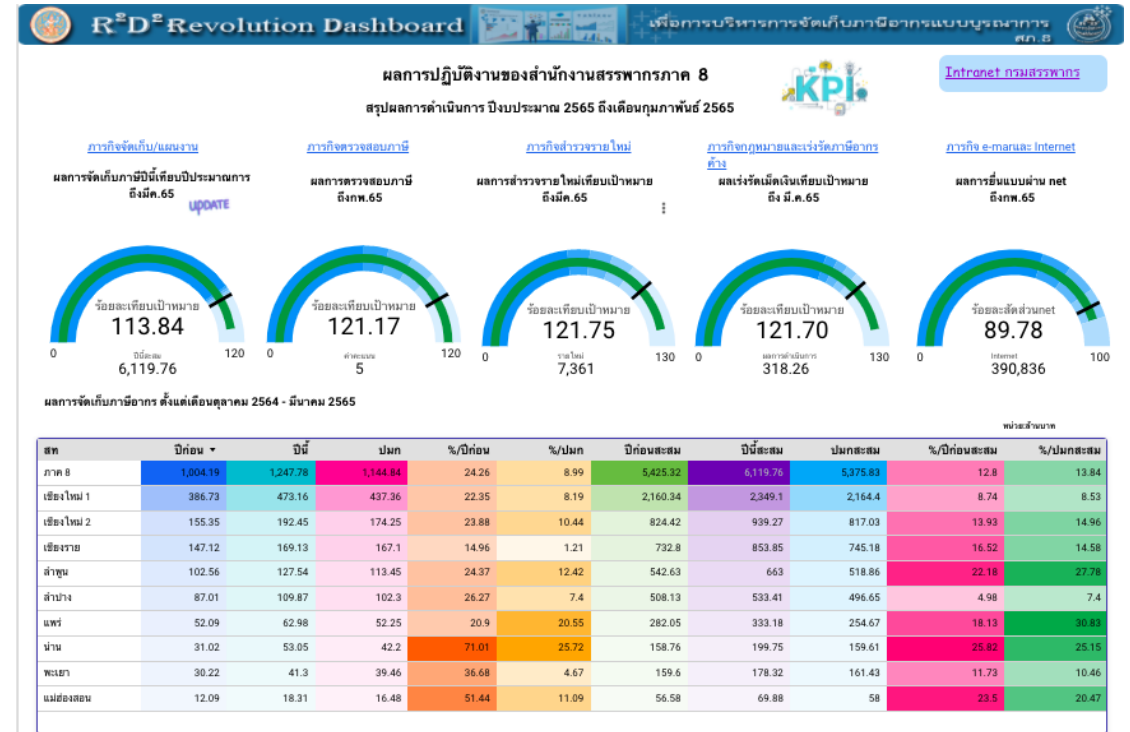 R²D²Revolution Dashboard
เพื่อการบริหารการจัดเก็บภาษีอากรแบบบูรณาการ
สภ.8
ผลการปฏิบัติงานของสำนักงานสรรพากรภาค 8
KPI
Intranet กรมสรรพากร
สรุปผลการดำเนินการ ปีงบประมาณ 2565 ถึงเดือนกุมภาพันธ์ 2565
ภารกิจจัดเก็บ/แผนงาน
ผลการจัดเก็บภาษีปีนี้เทียบปีประมาณการ
ถึงมีค.65
UPDATE
ภารกิจตรวจสอบภาษี
ผลการตรวจสอบภาษี
ถึงกพ.65
ภารกิจสำรวจรายใหม่
ผลการสำรวจรายใหม่เทียบเป้าหมาย
ถึงมีค.65
ภารกิจกฎหมายและเร่งรัดภาษีอากร
ค้าง
ผลเร่งรัดเม็ดเงินเทียบเป้าหมาย
ถึง มี.ค.65
ภารกิจ e-marและ Internet
ผลการยื่นแบบผ่าน net
ถึงกพ.65
ร้อยละเทียบเป้าหมาย
113.84
0 120
ปีนี้สะสม
6,119.76
ร้อยละเทียบเป้าหมาย
121.17
0 120
ค่าคะแนน
5
ร้อยละเทียบเป้าหมาย
121.75
0 130
รายใหม่
7,361
ร้อยละเทียบเป้าหมาย
121.70
0 130
ผลการดำเนินการ
318.26
ร้อยละสัดส่วนnet
89.78
0 100
Internet
390,836
ผลการจัดเก็บภาษีอากร ตั้งแต่เดือนตุลาคม 2564 - มีนาคม 2565
หน่วย:ล้านบาท
สท ปีก่อน ปีนี้ ปมก %/ปีก่อน %/ปมก ปีก่อนสะสม ปีนี้สะสม ปมกสะสม %/ปีก่อนสะสม %/ปมกสะสม
ภาค 8 1,004.19 1,247.78 1,144.84 24.26 8.99 5,425.32 6,119.76 5,375.83 12.8 13.84
เชียงใหม่ 1 386.73 473.16 437.36 22.35 8.19 2,160.34 2,349.1 2,164.4 8.74 8.53
เชียงใหม่ 2 155.35 192.45 174.25 23.88 10.44 824.42 939.27 817.03 13.93 14.96
เชียงราย 147.12 169.13 167.1 14.96 1.21 732.8 853.85 745.18 16.52 14.58
ลำพูน 102.56 127.54 113.45 24.37 12.42 542.63 663 518.86 22.18 27.78
ลำปาง 87.01 109.87 102.3 26.27 7.4 508.13 533.41 496.65 4.98 7.4
แพร่ 52.09 62.98 52.25 20.9 20.55 282.05 333.18 254.67 18.13 30.83
น่าน 31.02 53.05 42.2 71.01 25.72 158.76 199.75 159.61 25.82 25.15
พะเยา 30.22 41.3 39.46 36.68 4.67 159.6 178.32 161.43 11.73 10.46
แม่ฮ่องสอน 12.09 18.31 16.48 51.44 11.09 56.58 69.88 58 23.5 20.47